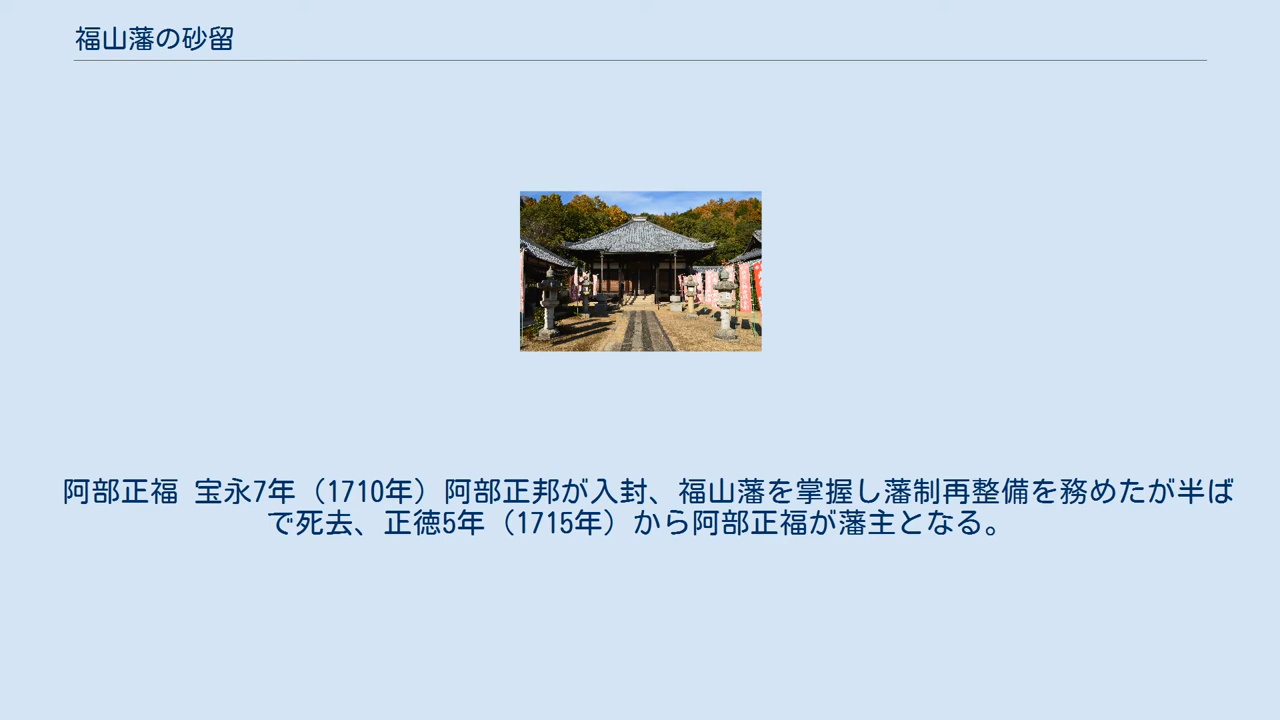 福山藩の砂留
阿部正福 宝永7年（1710年）阿部正邦が入封、福山藩を掌握し藩制再整備を務めたが半ば
で死去、正徳5年（1715年）から阿部正福が藩主となる。